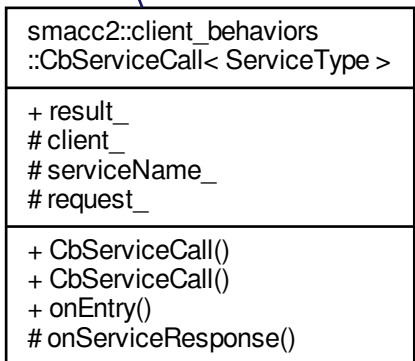 smacc2::client_behaviors
::CbServiceCall< ServiceType >
+ result_
# client_
# serviceName_
# request_
+ CbServiceCall()
+ CbServiceCall()
+ onEntry()
# onServiceResponse()